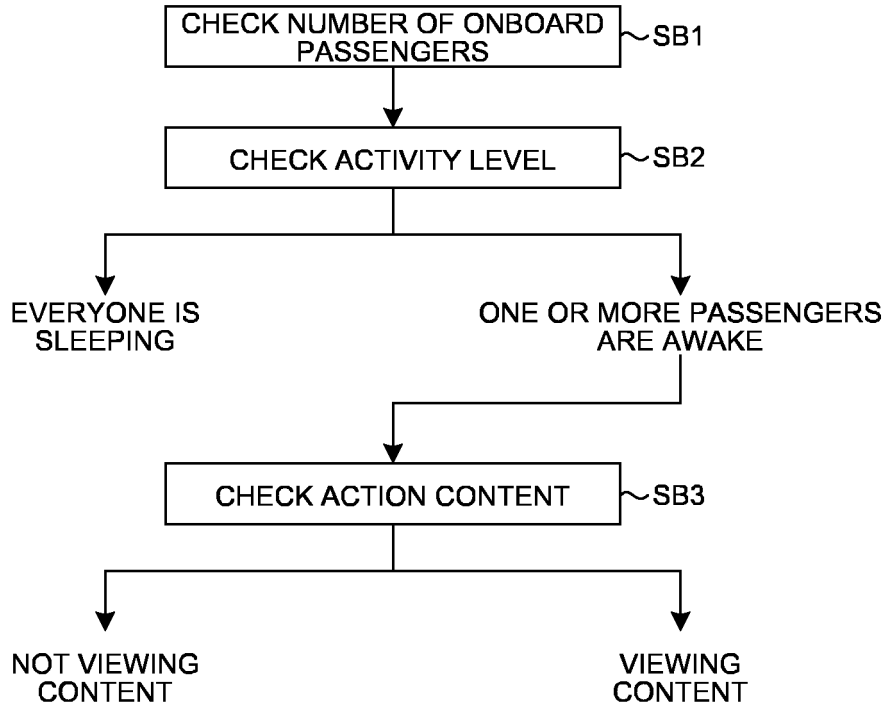 CHECK NUMBER OF ONBOARD
PASSENGERS
SB1
CHECK ACTIVITY LEVEL
SB2
EVERYONE IS
SLEEPING
ONE OR MORE PASSENGERS
ARE AWAKE
CHECK ACTION CONTENT
SB3
NOT VIEWING
CONTENT
VIEWING
CONTENT